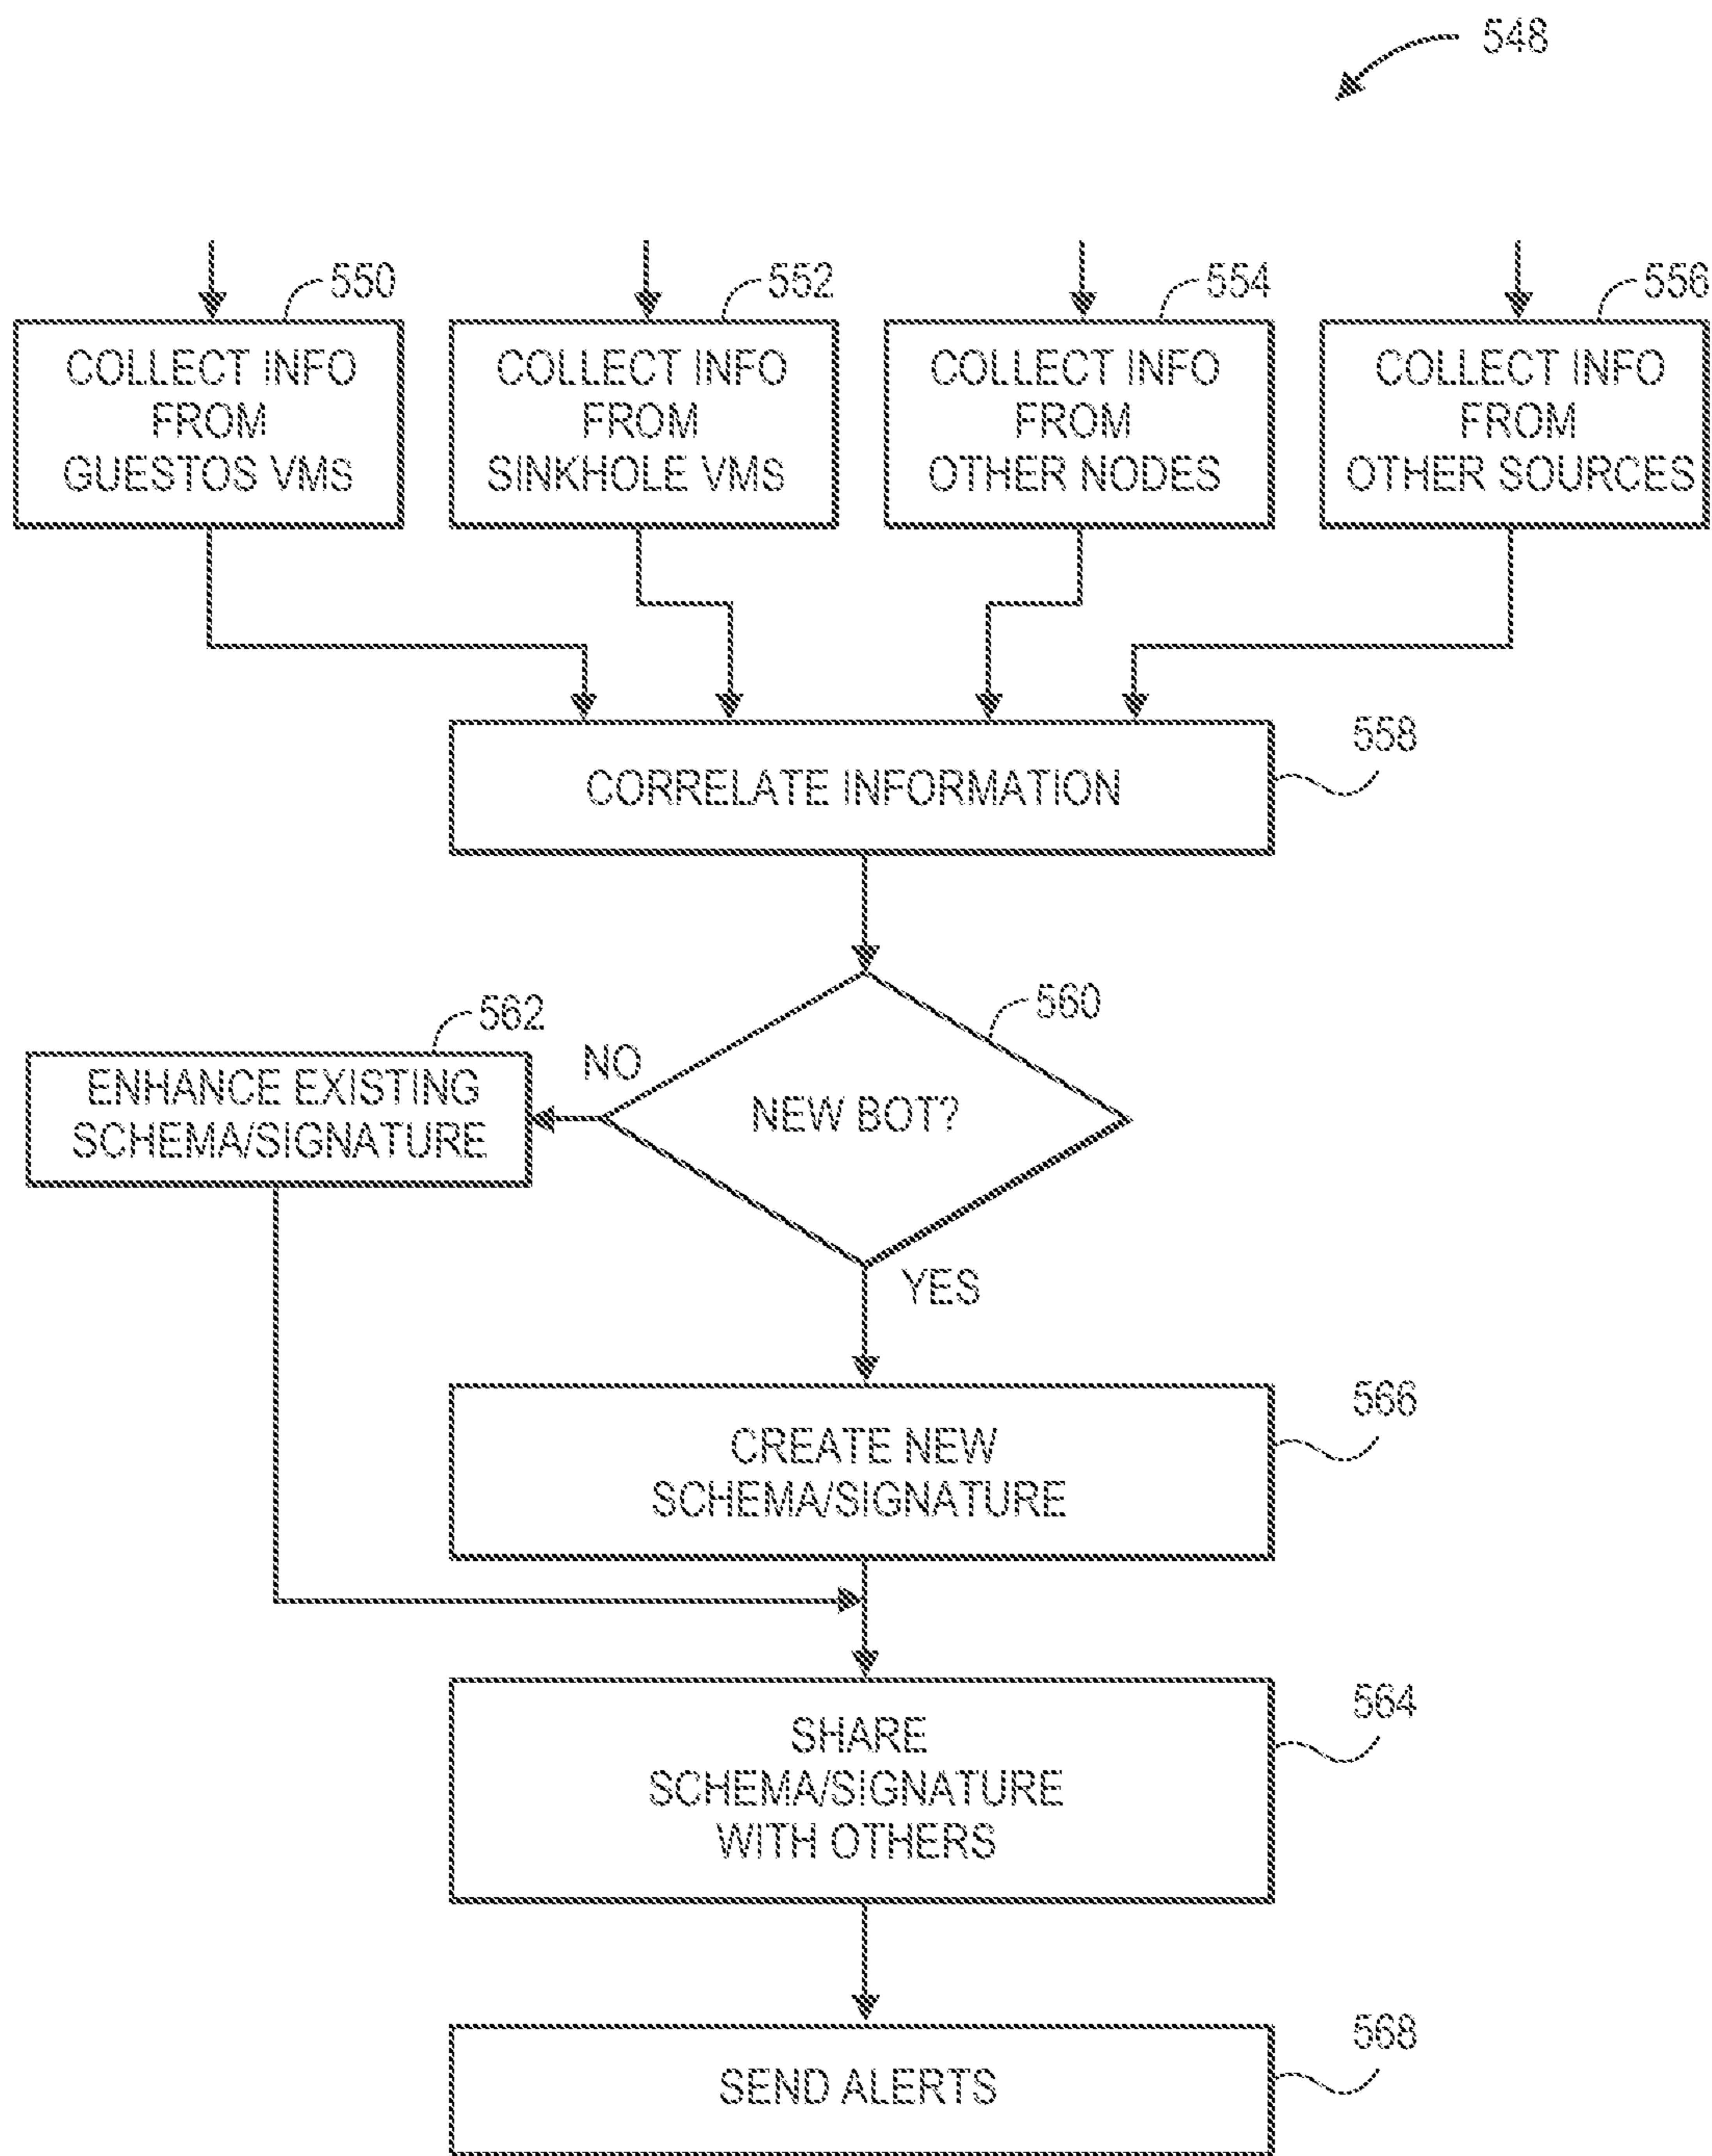 548
550
552
554
556
COLLECT INFO
FROM
GUESTOS VMS
COLLECT INFO
FROM
SINKHOLE VMS
COLLECT INFO
FROM
OTHER NODES
COLLECT INFO
FROM
OTHER SOURCES
558
CORRELATE INFORMATION
560
562
NO
ENHANCE EXISTING
SCHEMA/SIGNATURE
NEW BOT?
YES
566
CREATE NEW
SCHEMA/SIGNATURE
564
SHARE
SCHEMA/SIGNATURE
WITH OTHERS
568
SEND ALERTS